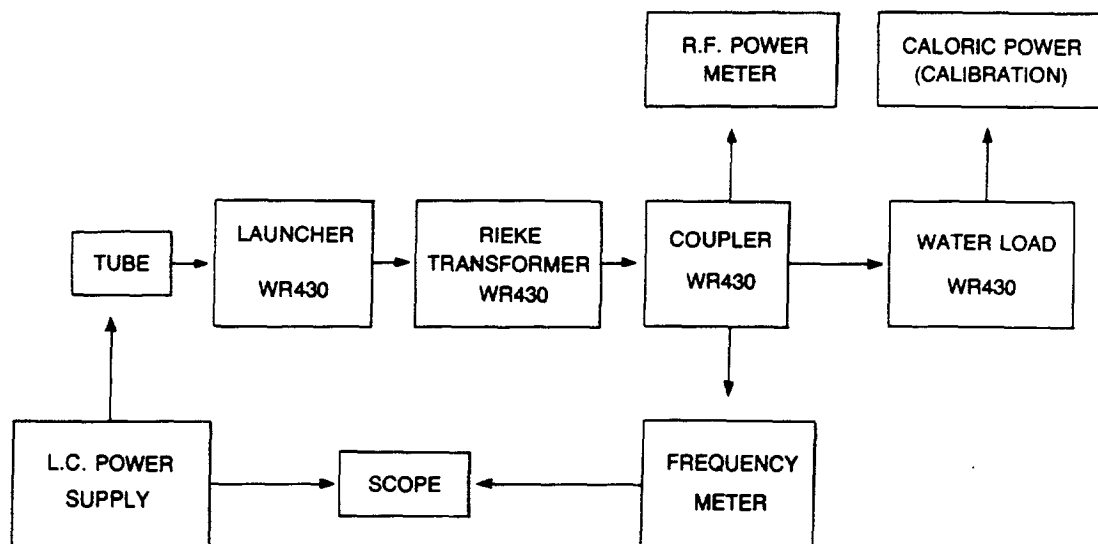 R.F. POWER
METER
CALORIC POWER
(CALIBRATION)
TUBE
LAUNCHER
WR430
RIEKE
TRANSFORMER
WR430
COUPLER
WR430
WATER LOAD
WR430
L.C. POWER
SUPPLY
SCOPE
FREQUENCY
METER